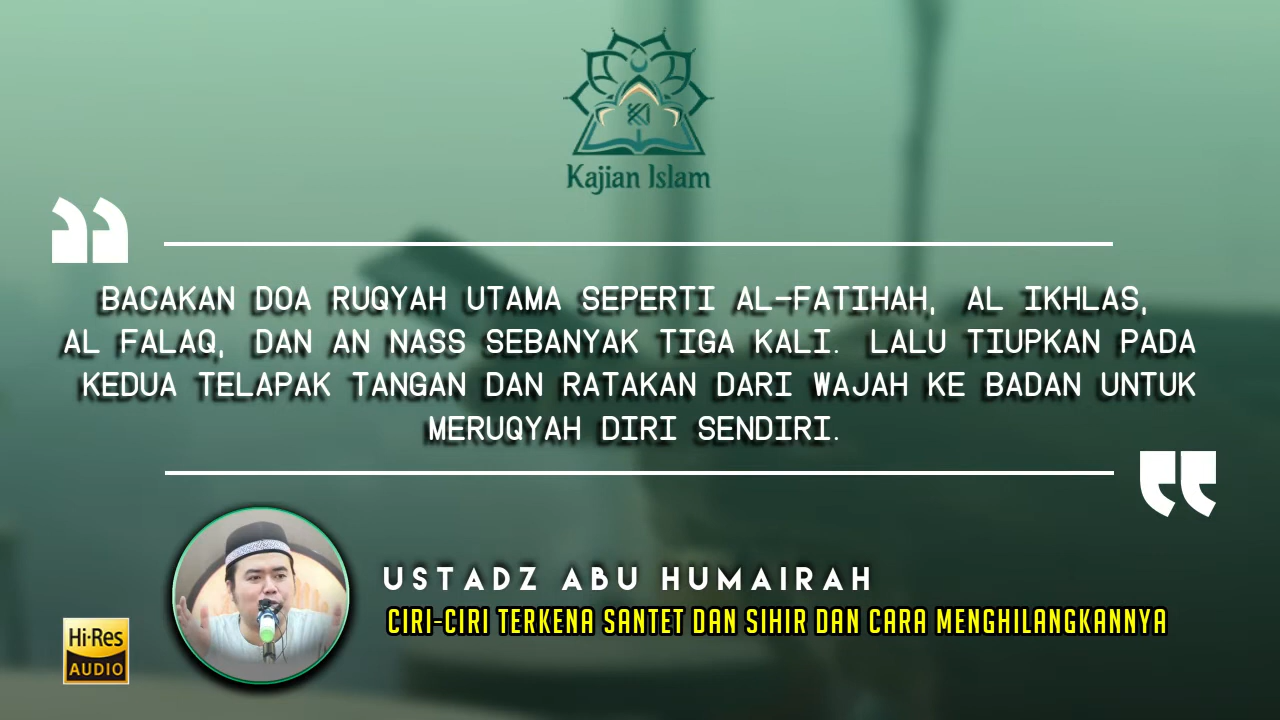 Kajian Islam
BACAKAN DOA RUQYAH UTAMA SEPERTI AL-FATIHAH, AL IKHLAS,
AL FALAQ, DAN AN NASS SEBANYAK TIGA KALI. LALU TIUPKAN PADA
KEDUA TELAPAK TANGAN DAN RATAKAN DARI WAJAH KE BADAN UNTUK
MERUQYAH DIRI SENDIRI.
USTADZ ABU HUMAIRAH
CIRI-CIRI TERKENA SANTET DAN SIHIR DAN CARA MENGHILANGKANNYA
Hi-Res
AUDIO